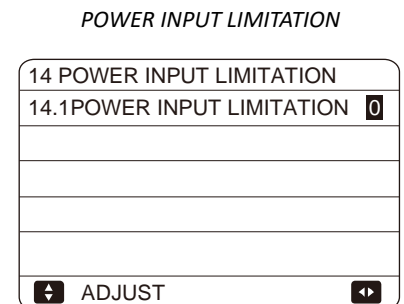 POWER INPUT LIMITATION
14 POWER INPUT LIMITATION
14.1POWER INPUT LIMITATION 0
ADJUST